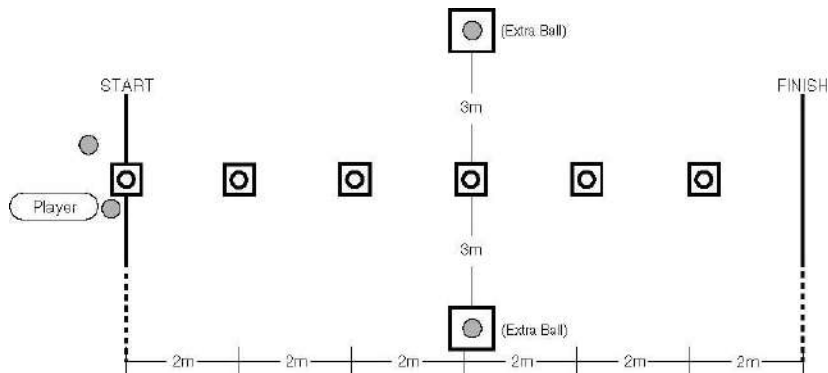 (Extra Ball)
START
FINISH
3m
Player
3m
(Extra Ball)
2m 2m 2m 2m 2m 2m